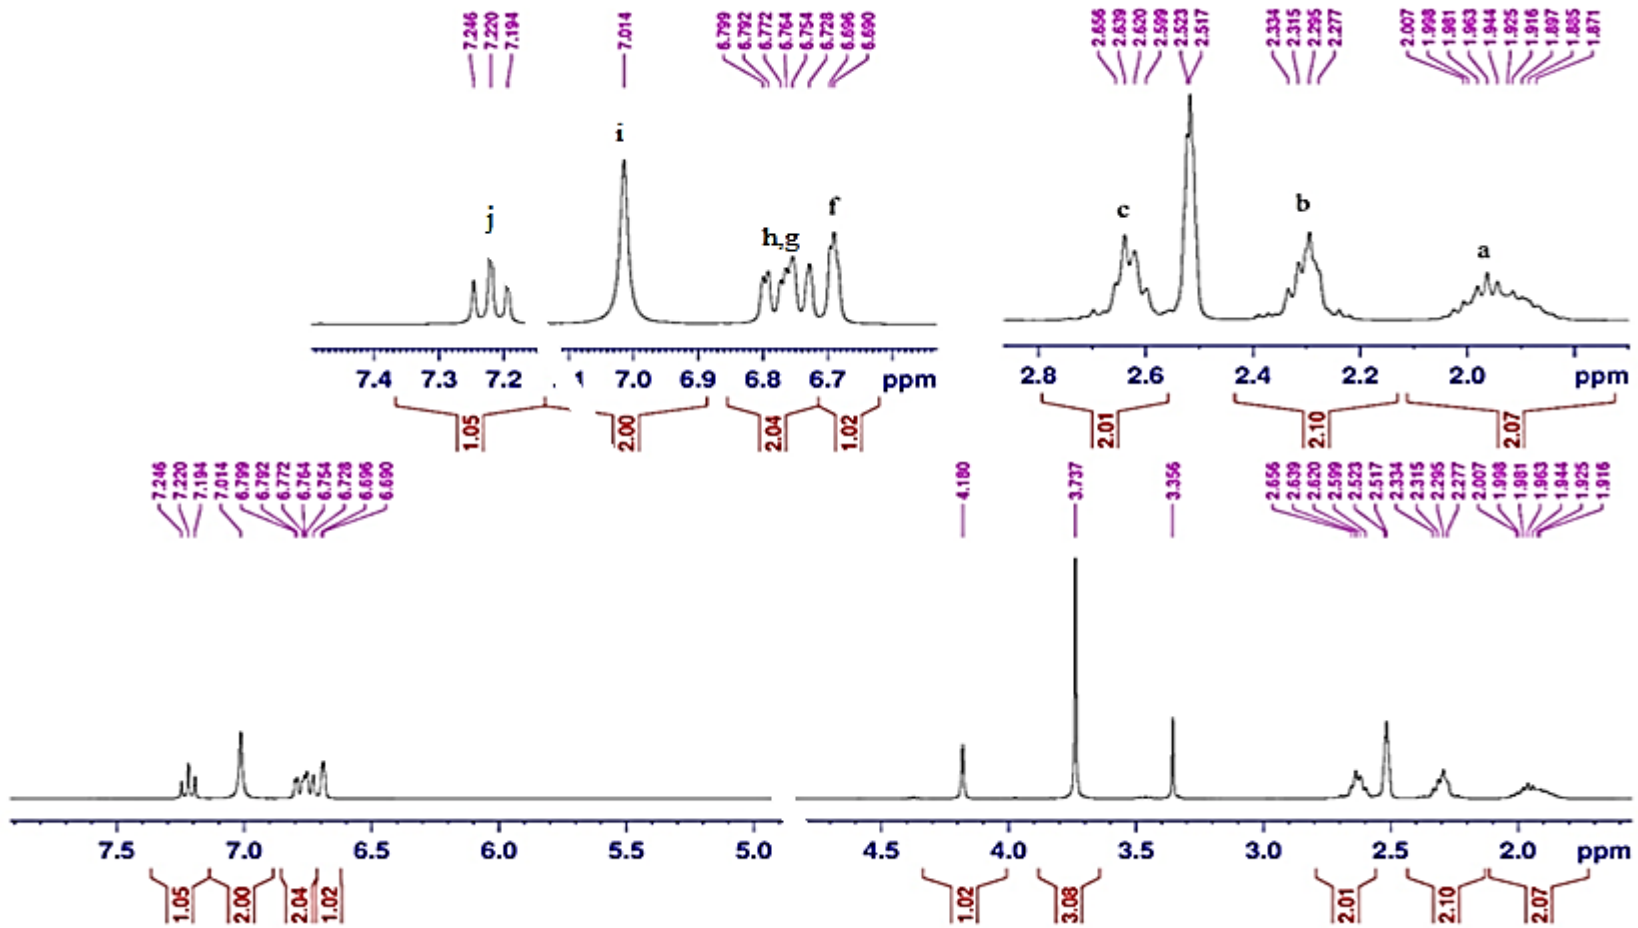 7.246 7.220 7.194 7.014 6.799 6.792 6.772 6.764 6.754 6.728 6.696 6.690
2.656 2.639 2.620 2.599 2.523 2.517 2.334 2.315 2.295 2.277 2.007 1.998 1.981 1.963 1.944 1.925 1.916 1.897 1.885 1.871
i
j h,g f
c b a
7.4 7.3 7.2 1 7.0 6.9 6.8 6.7 ppm
2.8 2.6 2.4 2.2 2.0 ppm
1.05 2.00 2.04 1.02
2.01 2.10 2.07
7.246 7.220 7.194 7.014 6.799 6.792 6.772 6.764 6.754 6.728 6.696 6.690
4.180 3.737 3.356
2.656 2.639 2.620 2.599 2.523 2.517 2.334 2.315 2.295 2.277 2.007 1.998 1.981 1.963 1.944 1.925 1.916
7.5 7.0 6.5 6.0 5.5 5.0
4.5 4.0 3.5 3.0 2.5 2.0 ppm
1.05 2.00 2.04 1.02
1.02 3.08 2.01 2.10 2.07